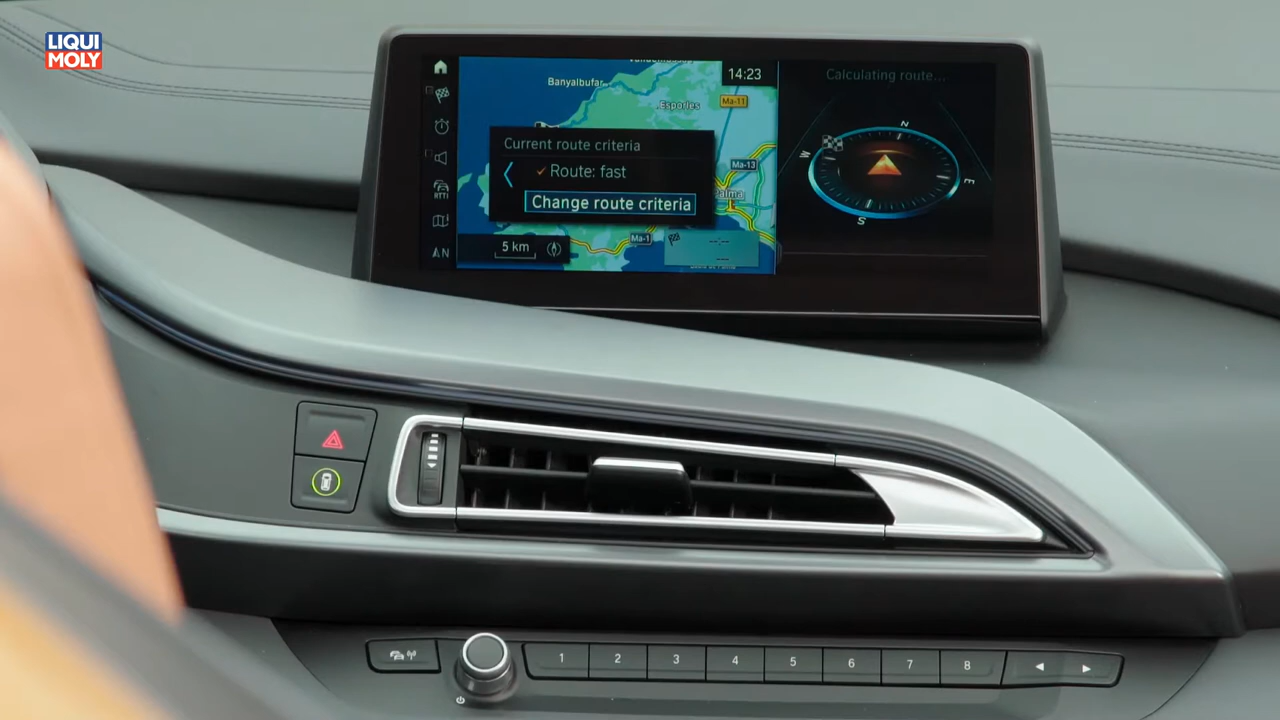 LIQUI
MOLY
Banyalbufar
14:23
Esporles
Ma-11
Current route criteria
Route: fast
Change route criteria
Ma-13
Palma
Ma-1
5 km
N
Calculating route...
N
W
E
S
1 2 3 4 5 6 7 8